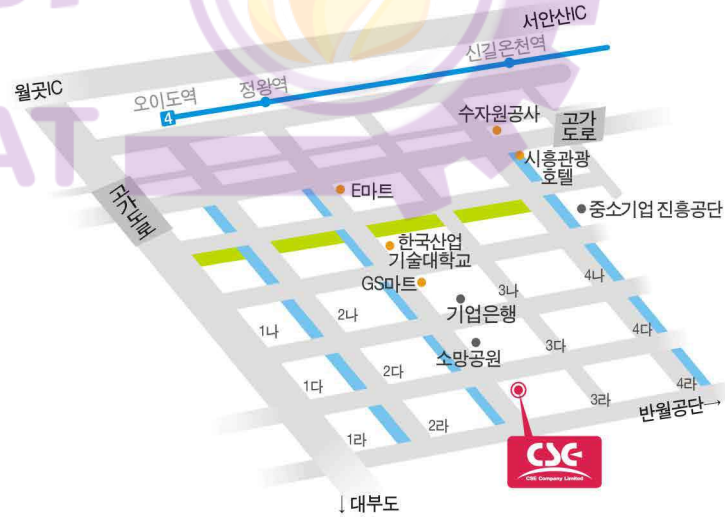 서안산IC
월곳IC
신길온천역
정왕역
오이도역
4
수자원공사
고가
도로
시흥관광
호텔
고가도로
E마트
중소기업 진흥공단
한국산업
기술대학교
GS마트
3나
4나
기업은행
2나
1나
4다
3다
소망공원
2다
1다
4라
3라
반월공단→
2라
1라
CSE
CSE Company Limited
↓대부도
AT